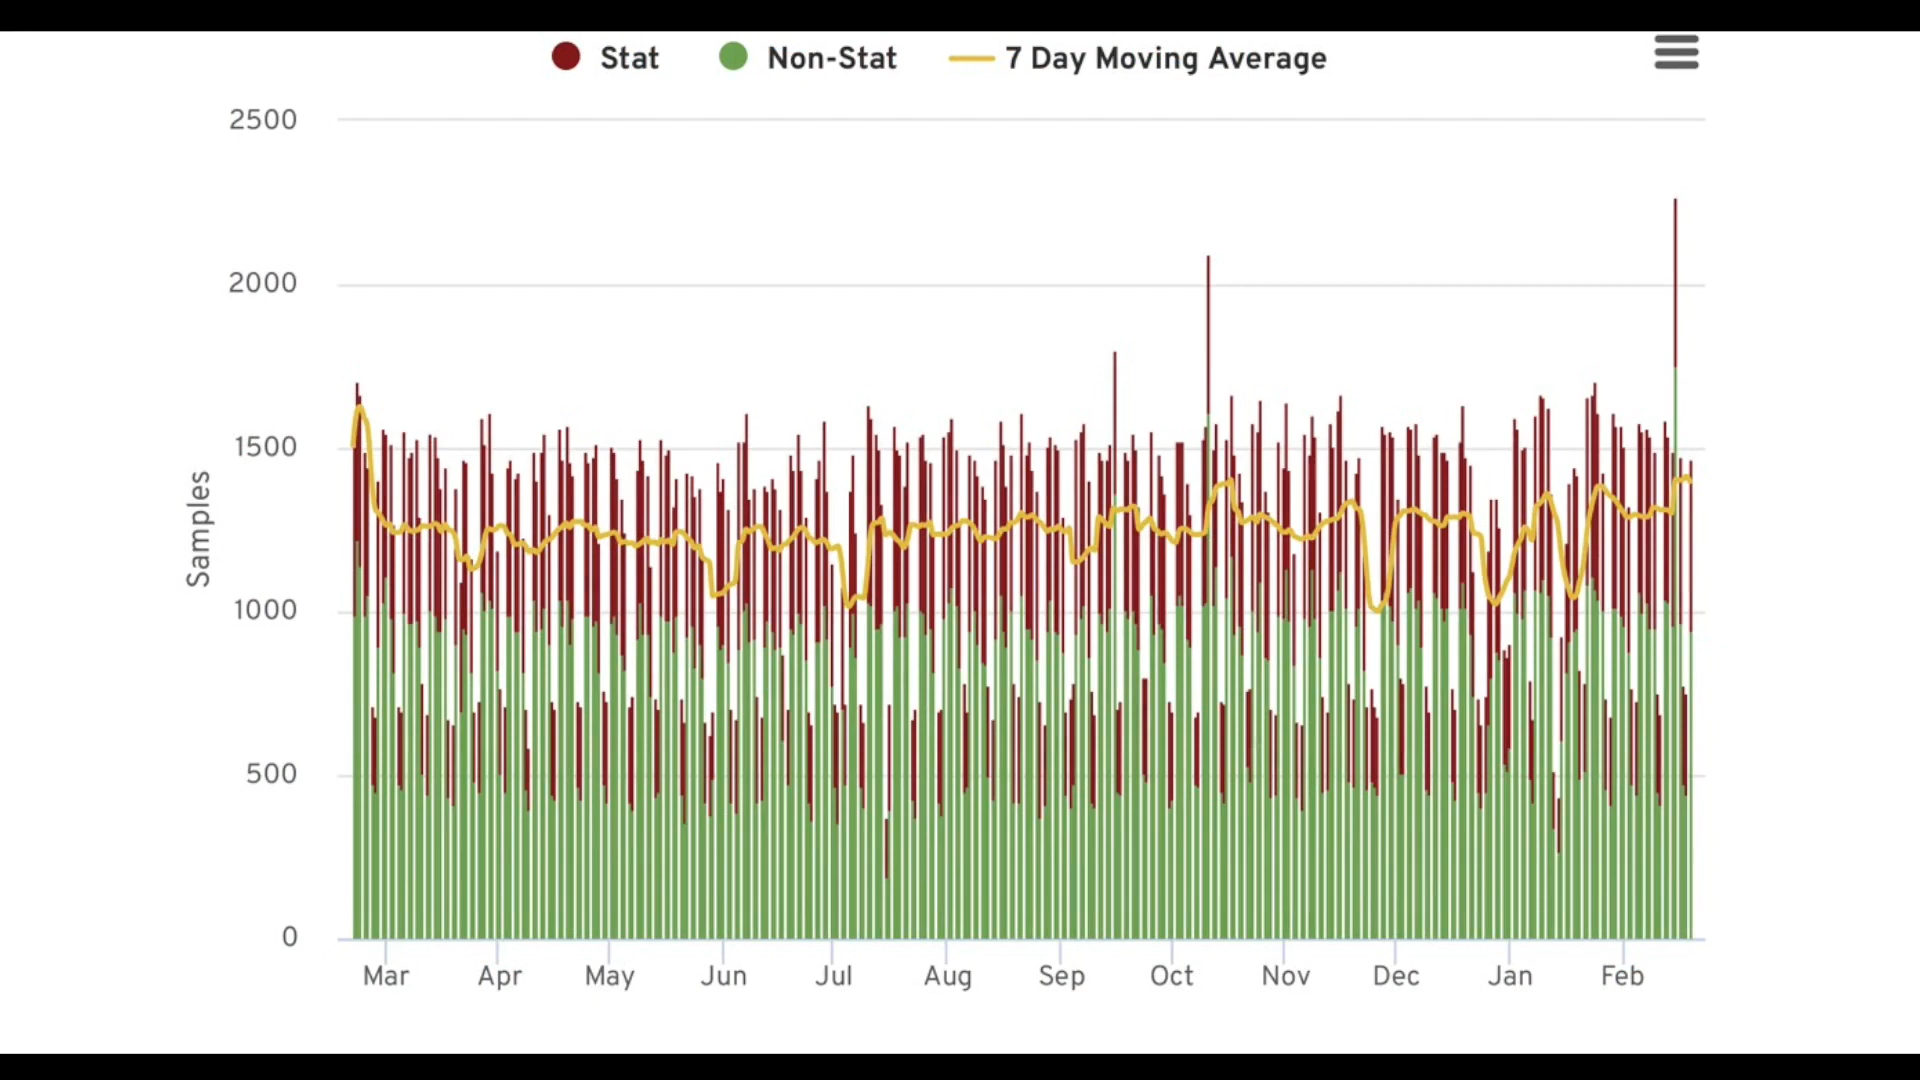 Stat Non-Stat 7 Day Moving Average
2500
2000
1500
1000
500
0
Samples
Mar Apr May Jun Jul Aug Sep Oct Nov Dec Jan Feb